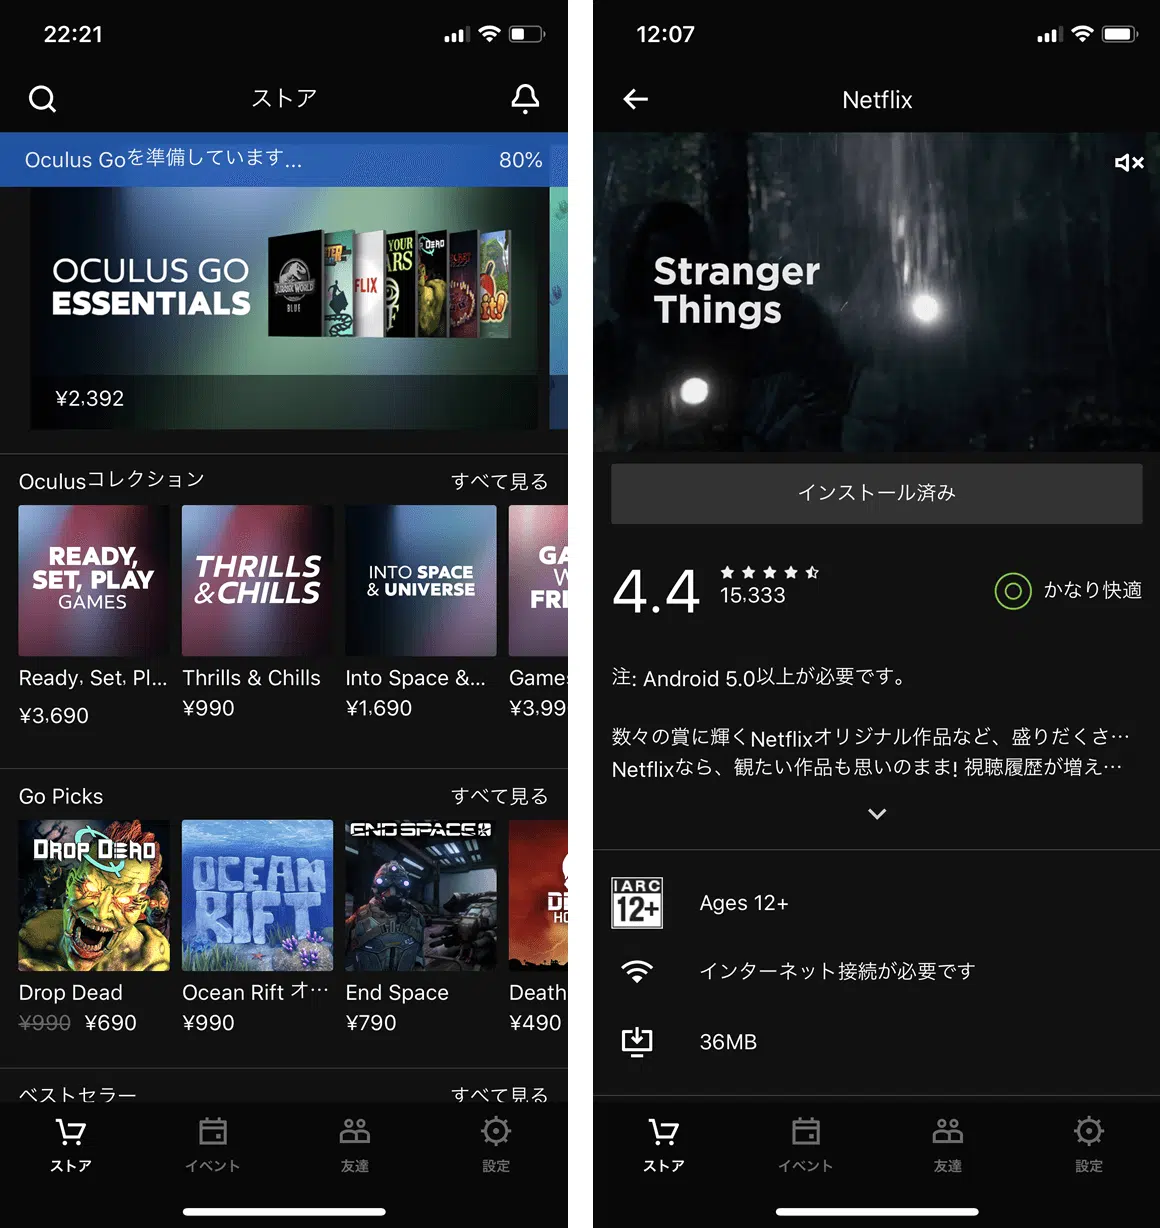 22:21
ストア
Oculus Goを準備しています... 80%
OCULUS GO
ESSENTIALS
JURASSIC WORLD
BLUE
FLIX
YOUR
DEAD
it!
¥2,392
Oculusコレクション すべて見る
READY,
SET, PLAY
GAMES
THRILLS
& CHILLS
INTO SPACE
& UNIVERSE
GA
W
FRE
Ready, Set, Pl...
¥3,690
Thrills & Chills
¥990
Into Space &...
¥1,690
Games
¥3,99
Go Picks すべて見る
DROP DEAD
OCEAN
RIFT
END SPACE
DE
HO
Drop Dead
¥990 ¥690
Ocean Rift オ…
¥990
End Space
¥790
Death
¥490
ベストセラー すべて見る
ストア イベント 友達 設定
12:07
Netflix
Stranger
Things
インストール済み
4.4
15,333
かなり快適
注: Android 5.0以上が必要です。
数々の賞に輝くNetflixオリジナル作品など、盛りだくさ…
Netflixなら、観たい作品も思いのまま! 視聴履歴が増え…
IARC
12+
Ages 12+
インターネット接続が必要です
36MB
ストア イベント 友達 設定